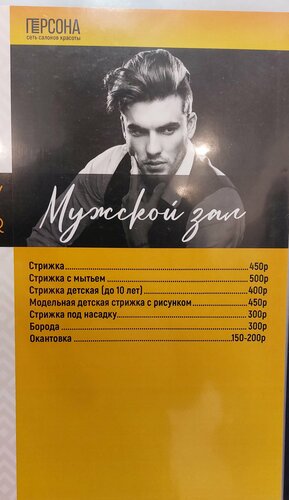 ПЕРСОНА
сеть салонов красоты
Мужской зал
Стрижка 450р
Стрижка с мытьем 500р
Стрижка детская (до 10 лет) 400р
Модельная детская стрижка с рисунком 450р
Стрижка под насадку 300р
Борода 300р
Окантовка 150-200р